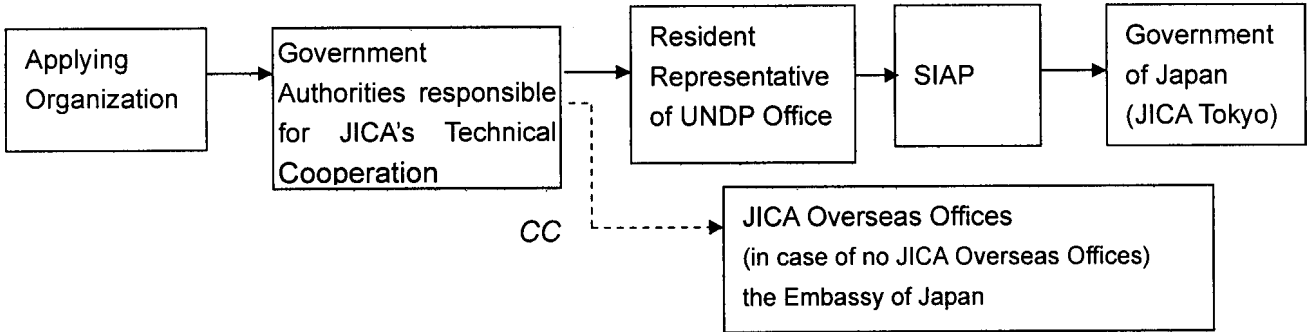 Applying
Organization
Government
Authorities responsible
for JICA's Technical
Cooperation
Resident
Representative
of UNDP Office
SIAP
Government
of Japan
(JICA Tokyo)
CC
JICA Overseas Offices
(in case of no JICA Overseas Offices)
the Embassy of Japan